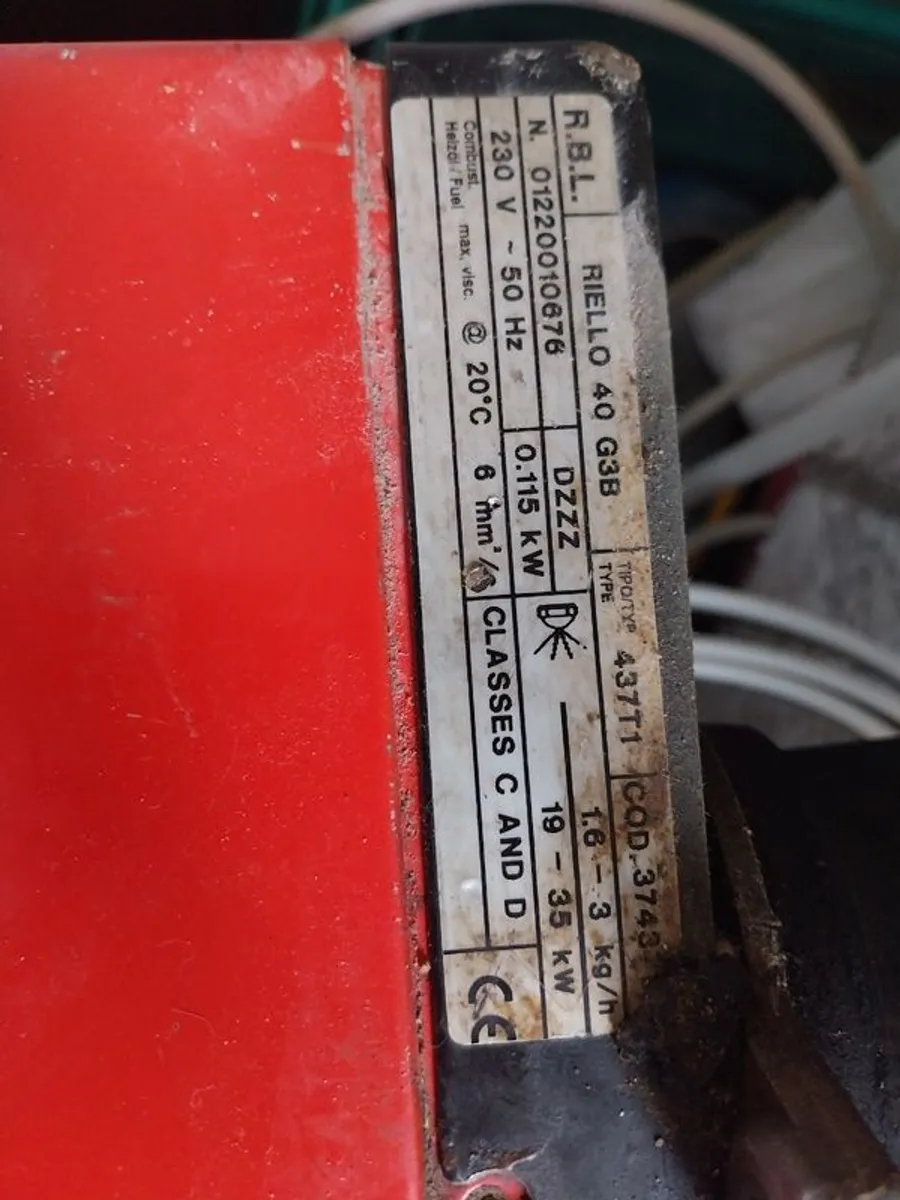 R.B.L. RIELLO 40 G3B TIPO/TYP TYPE 437T1 COD.
N. 01220010676 DZZZ 1.6 - 3 kg/h
230 V ~ 50 Hz 0.115 kW 19 - 35 kW
Combust.
Heizöl / Fuel max. visc. @ 20°C 6 mm²/s CLASSES C AND D
CE